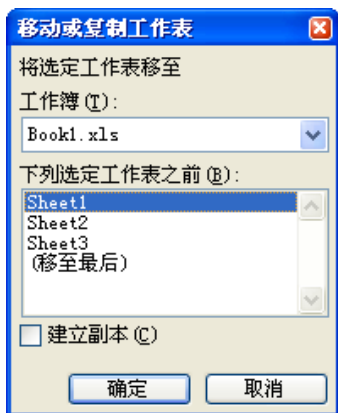 移动或复制工作表
将选定工作表移至
工作簿(T):
Book1.xls
下列选定工作表之前(B):
Sheet1
Sheet2
Sheet3
(移至最后)
建立副本(C)
确定
取消